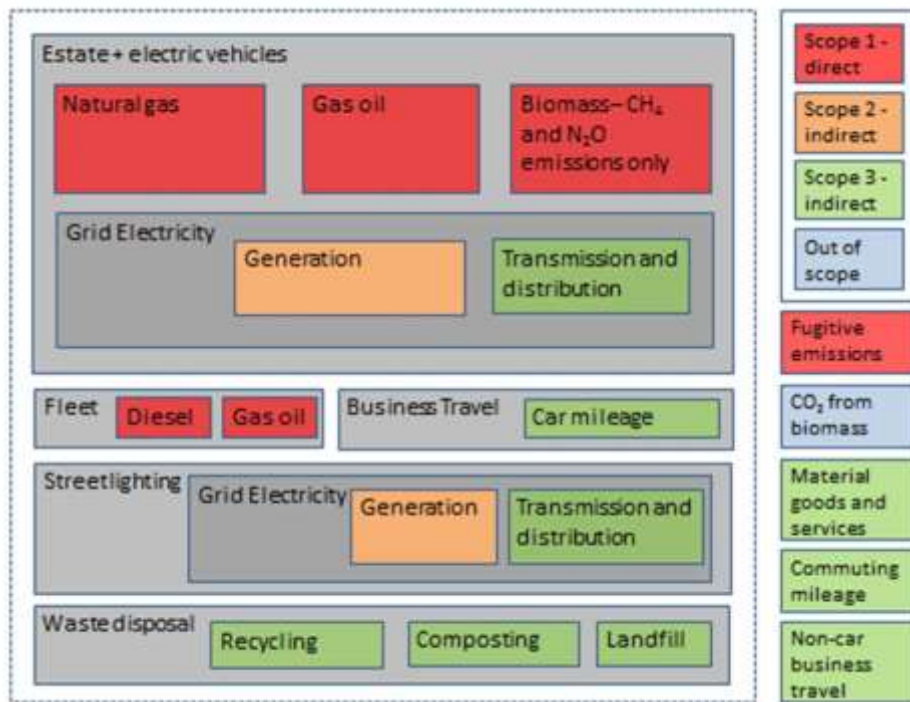 Estate + electric vehicles
Natural gas
Gas oil
Biomass– CH₄
and N₂O
emissions only
Grid Electricity
Generation
Transmission and
distribution
Fleet
Diesel
Gas oil
Business Travel
Car mileage
Streetlighting
Grid Electricity
Generation
Transmission and
distribution
Waste disposal
Recycling
Composting
Landfill
Scope 1 -
direct
Scope 2 -
indirect
Scope 3 -
indirect
Out of
scope
Fugitive
emissions
CO₂ from
biomass
Material
goods and
services
Commuting
mileage
Non-car
business
travel